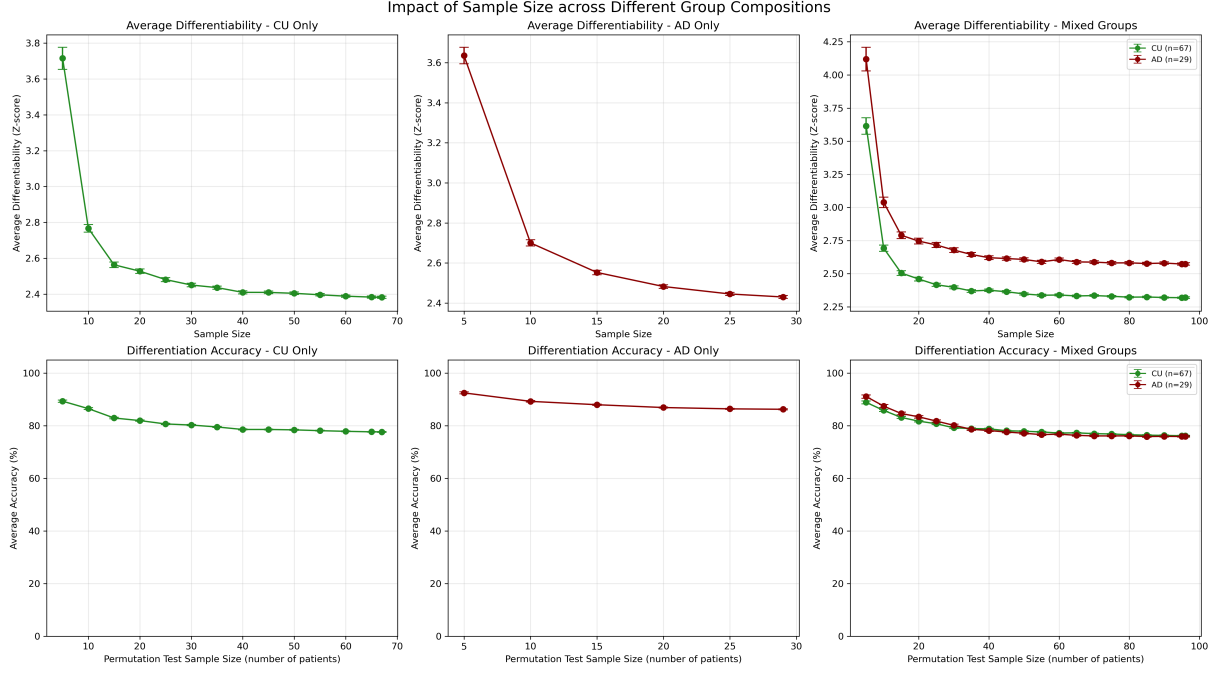 Impact of Sample Size across Different Group Compositions
Average Differentiability - CU Only
Average Differentiability (Z-score)
3.8
3.6
3.4
3.2
3.0
2.8
2.6
2.4
10 20 30 40 50 60 70
Sample Size
Average Differentiability - AD Only
Average Differentiability (Z-score)
3.6
3.4
3.2
3.0
2.8
2.6
2.4
5 10 15 20 25 30
Sample Size
Average Differentiability - Mixed Groups
Average Differentiability (Z-score)
4.25
4.00
3.75
3.50
3.25
3.00
2.75
2.50
2.25
CU (n=67)
AD (n=29)
20 40 60 80 100
Sample Size
Differentiation Accuracy - CU Only
Average Accuracy (%)
100
80
60
40
20
0
10 20 30 40 50 60 70
Permutation Test Sample Size (number of patients)
Differentiation Accuracy - AD Only
Average Accuracy (%)
100
80
60
40
20
0
5 10 15 20 25 30
Permutation Test Sample Size (number of patients)
Differentiation Accuracy - Mixed Groups
Average Accuracy (%)
100
80
60
40
20
0
CU (n=67)
AD (n=29)
20 40 60 80 100
Permutation Test Sample Size (number of patients)